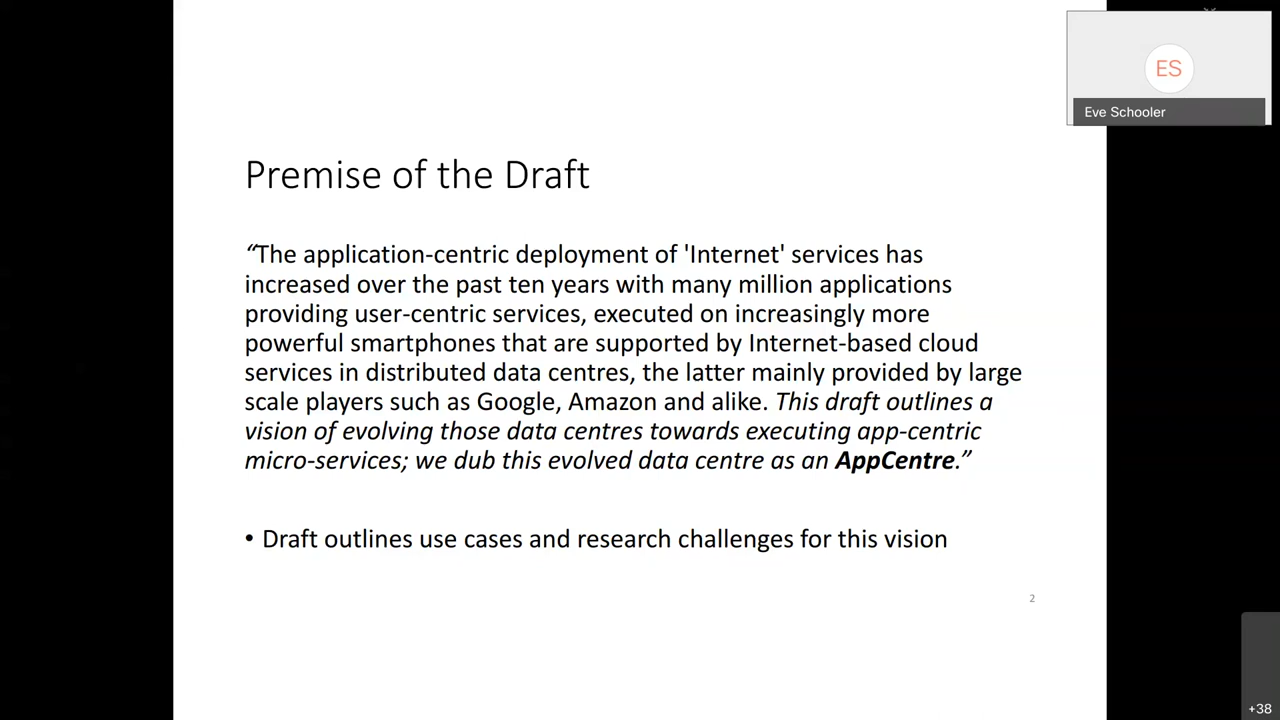 ES
Eve Schooler
Premise of the Draft
“The application-centric deployment of 'Internet' services has
increased over the past ten years with many million applications
providing user-centric services, executed on increasingly more
powerful smartphones that are supported by Internet-based cloud
services in distributed data centres, the latter mainly provided by large
scale players such as Google, Amazon and alike. This draft outlines a
vision of evolving those data centres towards executing app-centric
micro-services; we dub this evolved data centre as an AppCentre.”
• Draft outlines use cases and research challenges for this vision
2
+38